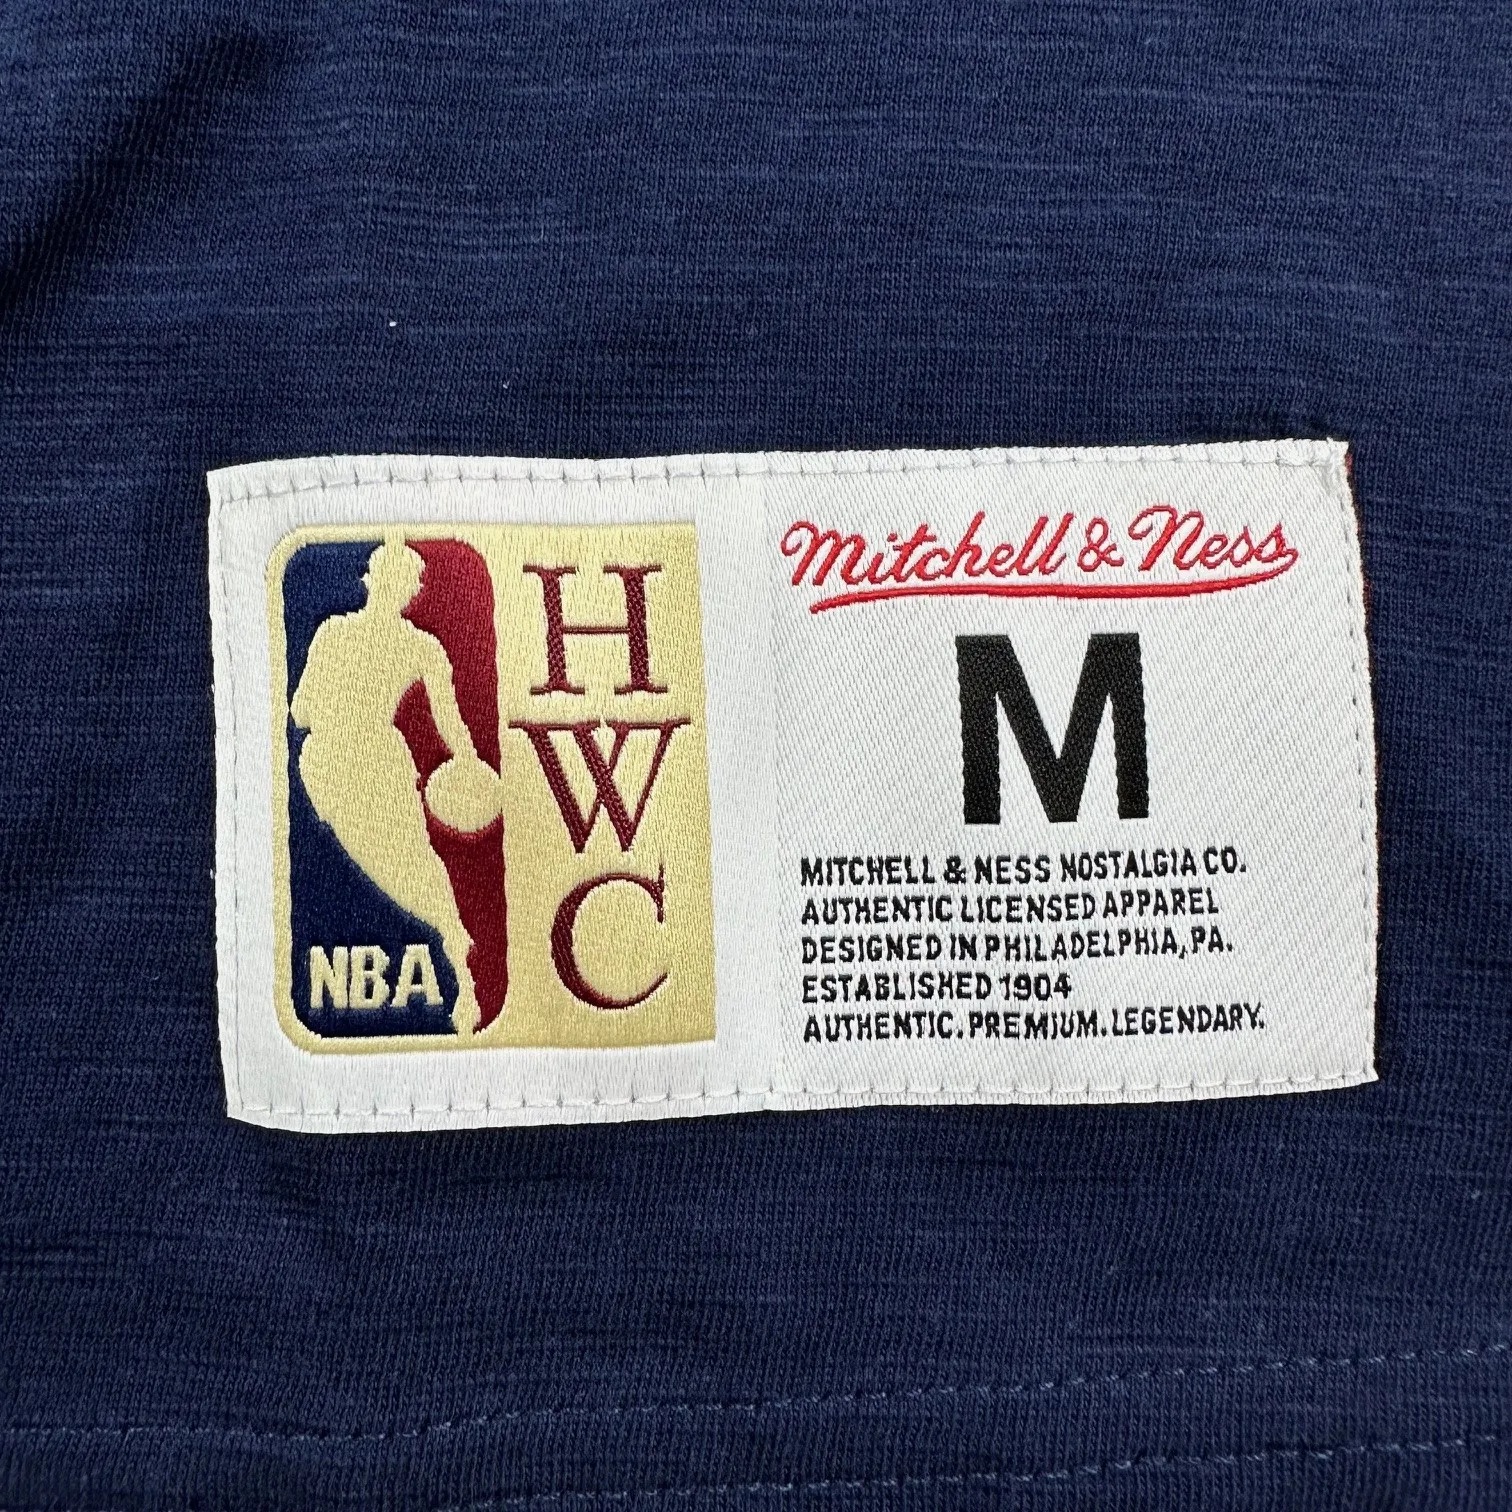 NBA
H
W
C
Mitchell & Ness
M
MITCHELL & NESS NOSTALGIA CO.
AUTHENTIC LICENSED APPAREL
DESIGNED IN PHILADELPHIA, PA.
ESTABLISHED 1904
AUTHENTIC. PREMIUM. LEGENDARY.